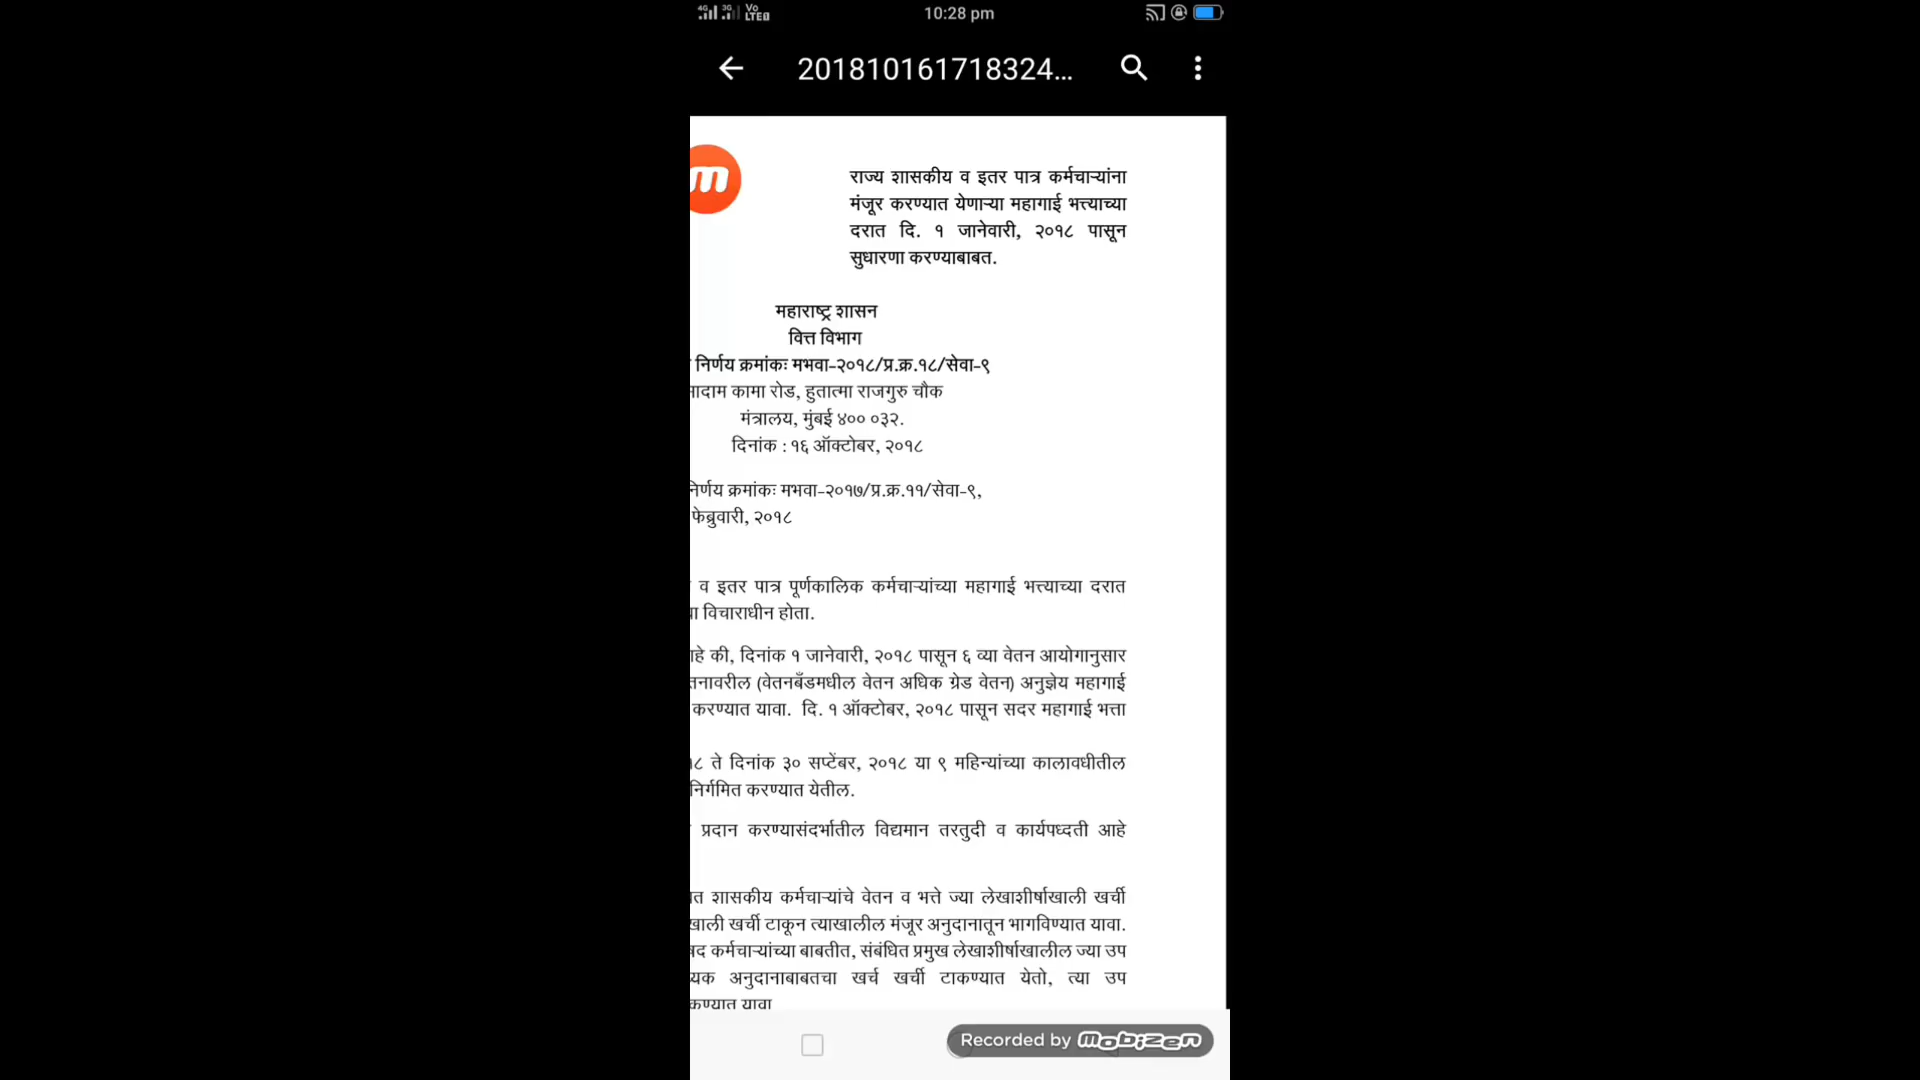 4G 3G Vo LTE
10:28 pm
201810161718324...
m
राज्य शासकीय व इतर पात्र कर्मचाऱ्यांना
मंजूर करण्यात येणाऱ्या महागाई भत्त्याच्या
दरात दि. १ जानेवारी, २०१८ पासून
सुधारणा करण्याबाबत.
महाराष्ट्र शासन
वित्त विभाग
निर्णय क्रमांकः मभवा-२०१८/प्र.क्र.१८/सेवा-९
मादाम कामा रोड, हुतात्मा राजगुरु चौक
मंत्रालय, मुंबई ४०० ०३२.
दिनांक : १६ ऑक्टोबर, २०१८
निर्णय क्रमांकः मभवा-२०१७/प्र.क्र.११/सेवा-९,
फेब्रुवारी, २०१८
व इतर पात्र पूर्णकालिक कर्मचाऱ्यांच्या महागाई भत्त्याच्या दरात
विचाराधीन होता.
की, दिनांक १ जानेवारी, २०१८ पासून ६ व्या वेतन आयोगानुसार
(वेतनबँडमधील वेतन अधिक ग्रेड वेतन) अनुज्ञेय महागाई
करण्यात यावा. दि. १ ऑक्टोबर, २०१८ पासून सदर महागाई भत्ता
ते दिनांक ३० सप्टेंबर, २०१८ या ९ महिन्यांच्या कालावधीतील
निर्गमित करण्यात येतील.
प्रदान करण्यासंदर्भातील विद्यमान तरतुदी व कार्यपध्दती आहे
शासकीय कर्मचाऱ्यांचे वेतन व भत्ते ज्या लेखाशीर्षाखाली खर्ची
खाली खर्ची टाकून त्याखालील मंजूर अनुदानातून भागविण्यात यावा.
कर्मचाऱ्यांच्या बाबतीत, संबंधित प्रमुख लेखाशीर्षाखालील ज्या उप
अनुदानाबाबतचा खर्च खर्ची टाकण्यात येतो, त्या उप
यावा
Recorded by mobizen